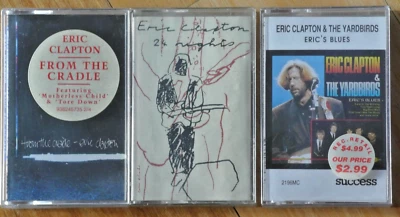 ERIC
CLAPTON
FROM THE
CRADLE
Featuring
'Motherless Child'
& 'Tore Down'
from the cradle - eric clapton
Eric Clapton
24 nights
ERIC CLAPTON & THE YARDBIRDS
ERIC'S BLUES
ERIC CLAPTON
&
THE YARDBIRDS
ERIC'S BLUES
REC. RETAIL
$4.99
OUR PRICE
$2.99
2156MC
success